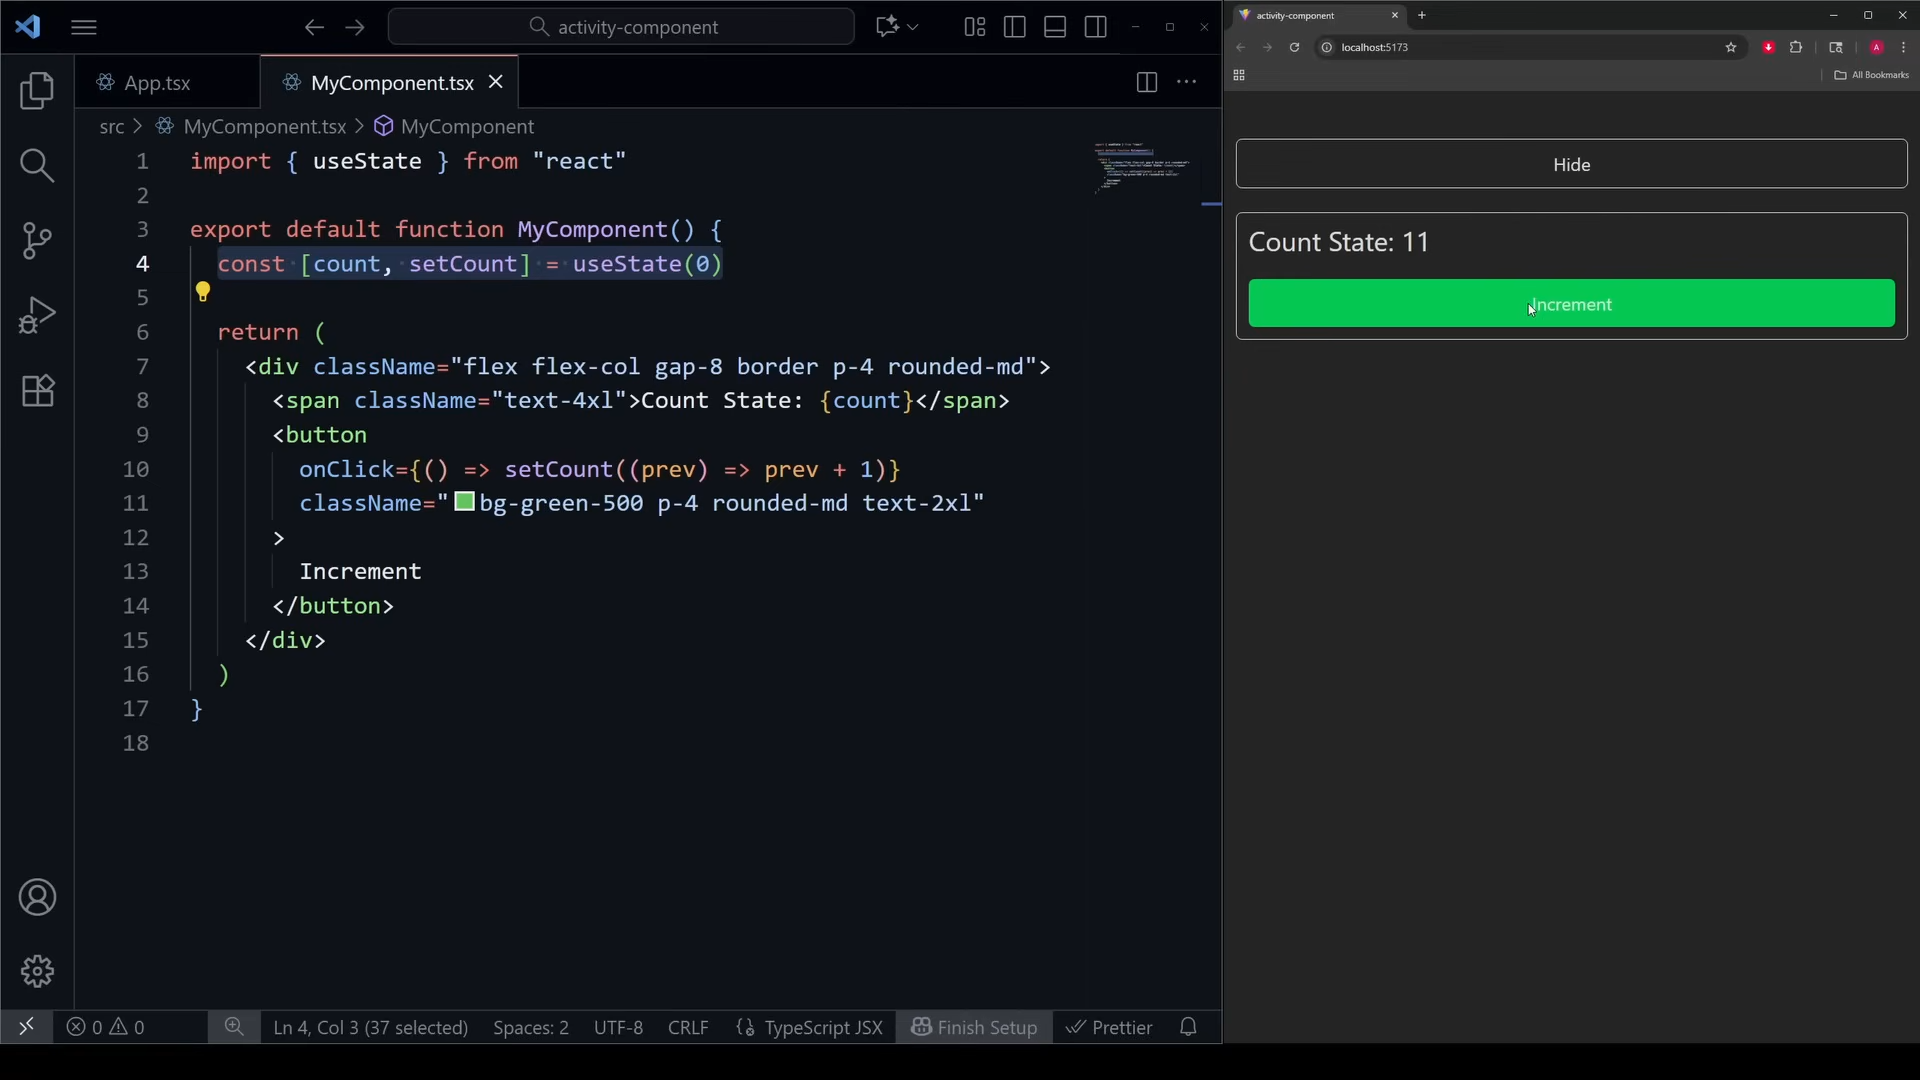 activity-component
App.tsx
MyComponent.tsx
src > MyComponent.tsx > MyComponent
1 import { useState } from "react"
2
3 export default function MyComponent() {
4 const [count, setCount] = useState(0)
5
6 return (
7 <div className="flex flex-col gap-8 border p-4 rounded-md">
8 <span className="text-4xl">Count State: {count}</span>
9 <button
10 onClick={() => setCount((prev) => prev + 1)}
11 className="bg-green-500 p-4 rounded-md text-2xl"
12 >
13 Increment
14 </button>
15 </div>
16 )
17 }
18
0 0 Ln 4, Col 3 (37 selected) Spaces: 2 UTF-8 CRLF {} TypeScript JSX Finish Setup Prettier
activity-component
localhost:5173
A
All Bookmarks
Hide
Count State: 11
Increment